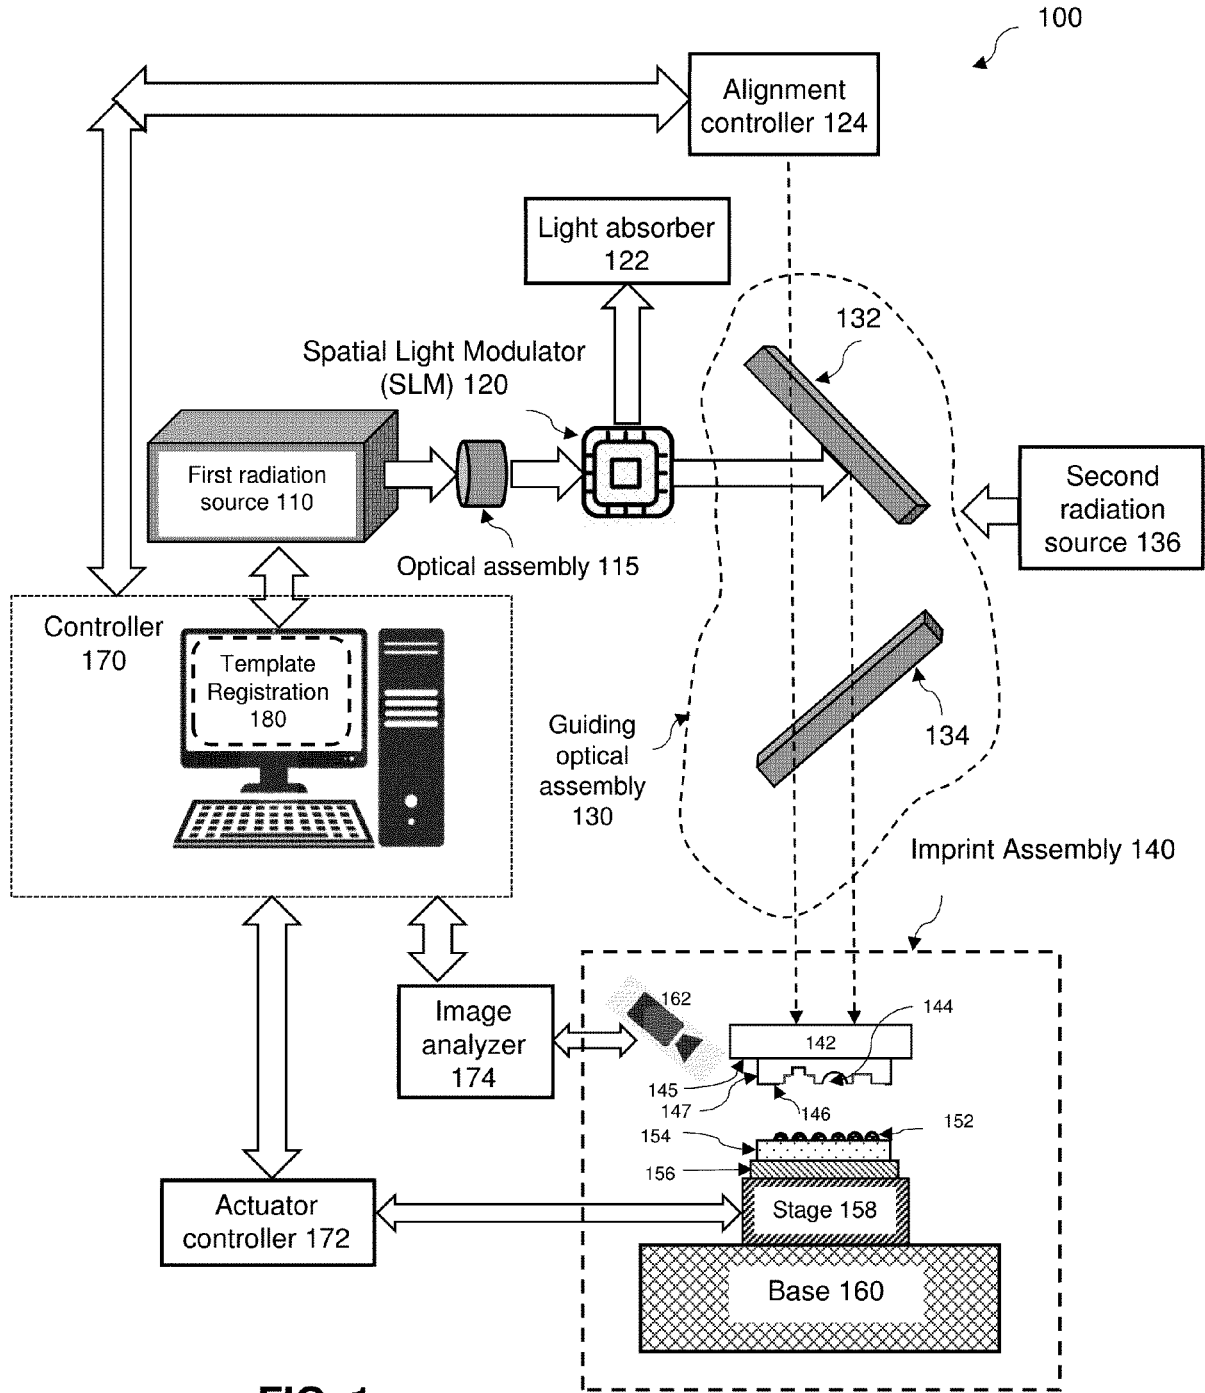 100
Alignment
controller 124
Light absorber
122
132
Spatial Light Modulator
(SLM) 120
First radiation
source 110
Second
radiation
source 136
Optical assembly 115
Controller
170
Template
Registration
180
Guiding
optical
assembly
130
134
Imprint Assembly 140
Image
analyzer
174
162
144
142
145
147
146
152
154
156
Actuator
controller 172
Stage 158
Base 160
FIG. 1